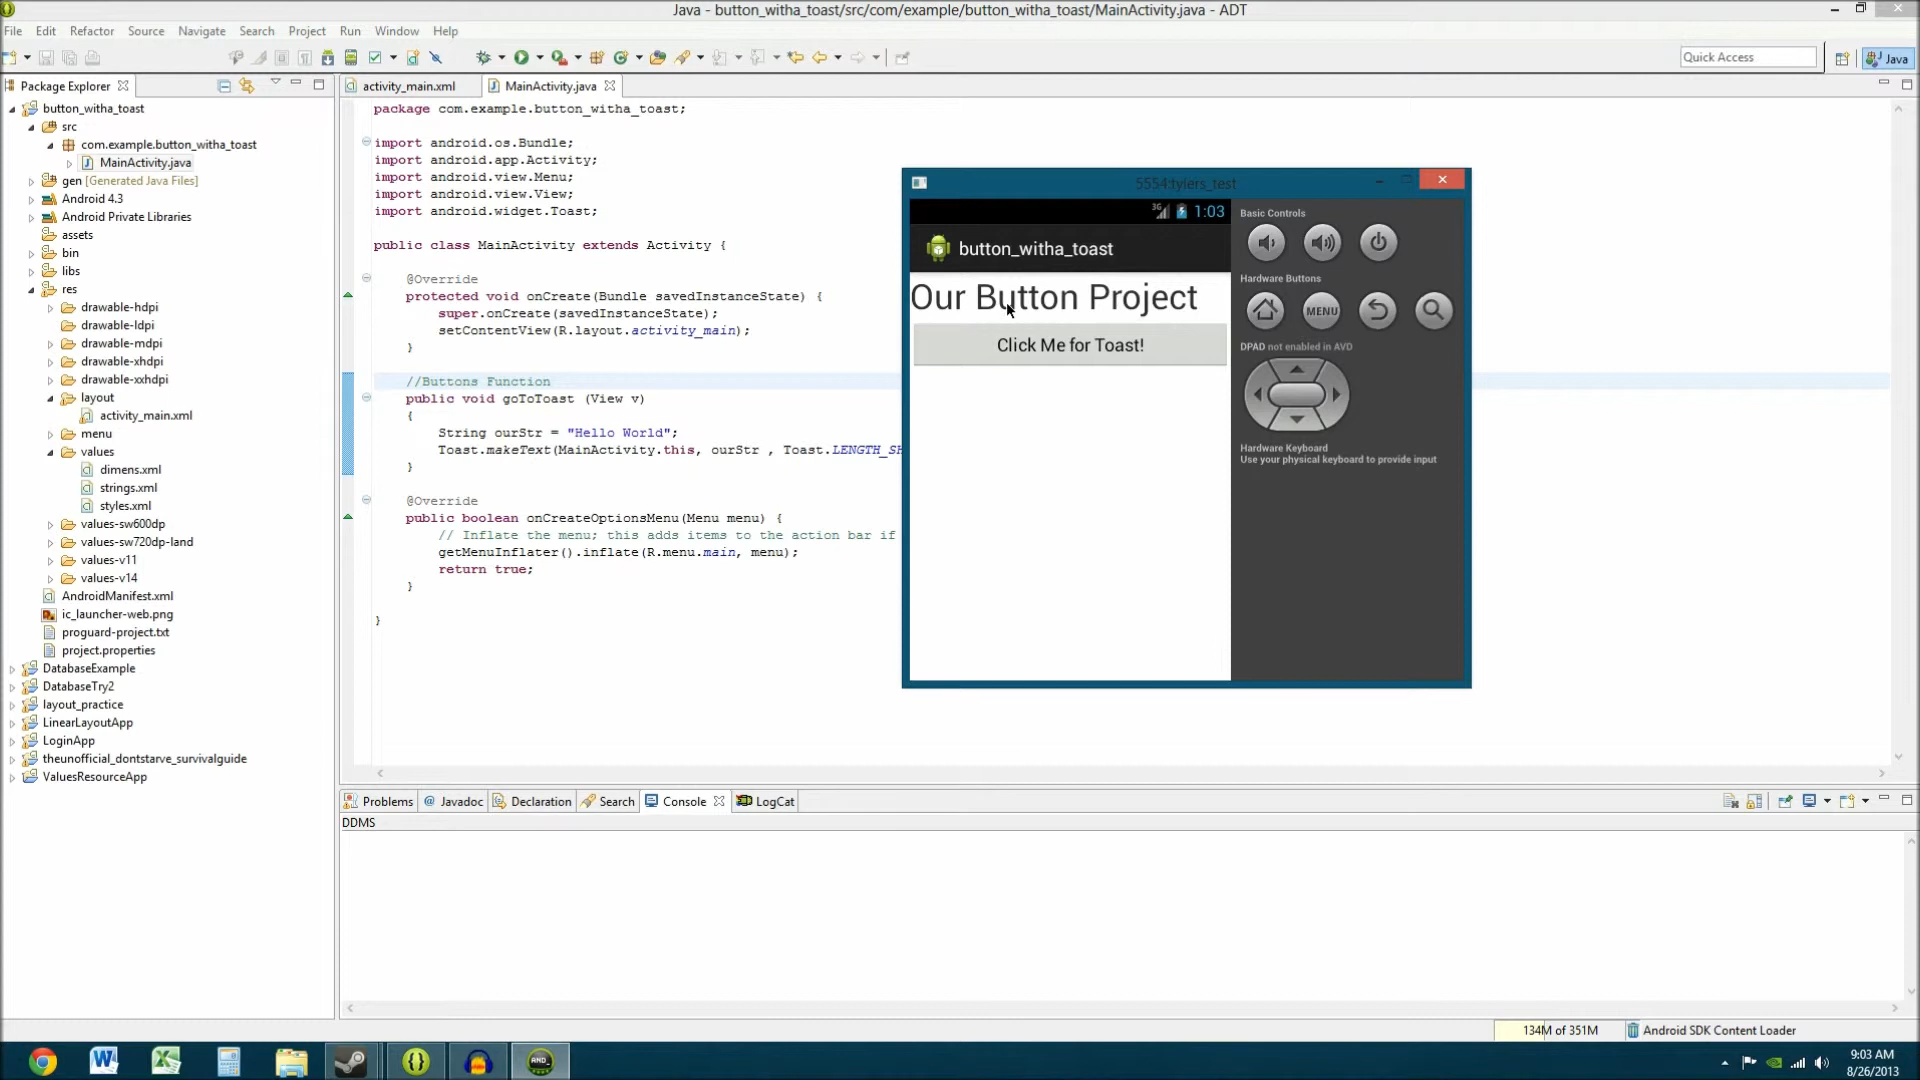 Java - button_witha_toast/src/com/example/button_witha_toast/MainActivity.java - ADT
File Edit Refactor Source Navigate Search Project Run Window Help
Quick Access
Java
Package Explorer
button_witha_toast
src
com.example.button_witha_toast
MainActivity.java
gen [Generated Java Files]
Android 4.3
Android Private Libraries
assets
bin
libs
res
drawable-hdpi
drawable-ldpi
drawable-mdpi
drawable-xhdpi
drawable-xxhdpi
layout
activity_main.xml
menu
values
dimens.xml
strings.xml
styles.xml
values-sw600dp
values-sw720dp-land
values-v11
values-v14
AndroidManifest.xml
ic_launcher-web.png
proguard-project.txt
project.properties
DatabaseExample
DatabaseTry2
layout_practice
LinearLayoutApp
LoginApp
theunofficial_dontstarve_survivalguide
ValuesResourceApp
activity_main.xml MainActivity.java
package com.example.button_witha_toast;
import android.os.Bundle;
import android.app.Activity;
import android.view.Menu;
import android.view.View;
import android.widget.Toast;
public class MainActivity extends Activity {
@Override
protected void onCreate(Bundle savedInstanceState) {
super.onCreate(savedInstanceState);
setContentView(R.layout.activity_main);
}
//Buttons Function
public void goToToast (View v)
{
String ourStr = "Hello World";
Toast.makeText(MainActivity.this, ourStr , Toast.LENGTH_SH
}
@Override
public boolean onCreateOptionsMenu(Menu menu) {
// Inflate the menu; this adds items to the action bar if
getMenuInflater().inflate(R.menu.main, menu);
return true;
}
}
5554:tylers_test
3G 1:03
button_witha_toast
Our Button Project
Click Me for Toast!
Basic Controls
Hardware Buttons
MENU
DPAD not enabled in AVD
Hardware Keyboard
Use your physical keyboard to provide input
Problems @ Javadoc Declaration Search Console LogCat
DDMS
134M of 351M
Android SDK Content Loader
9:03 AM
8/26/2013